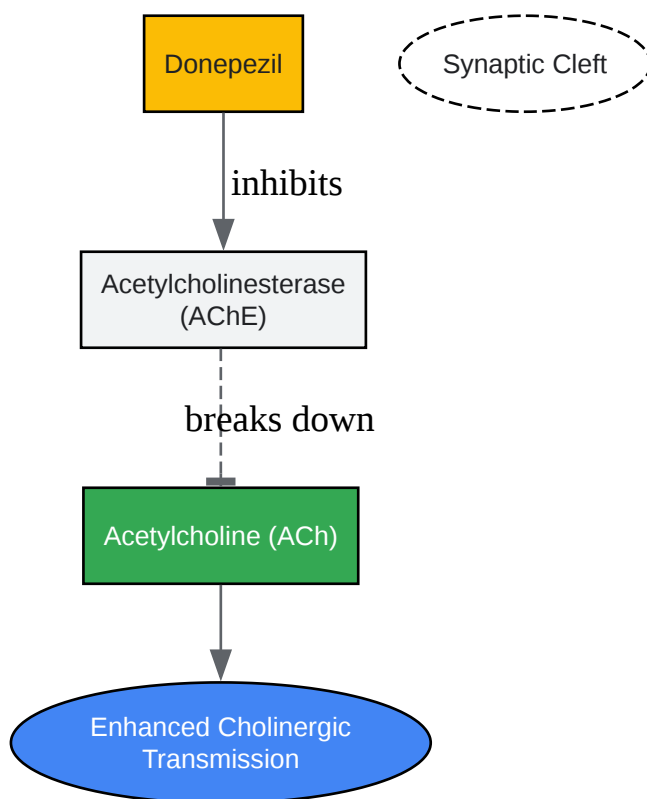 Donepezil
Synaptic Cleft
inhibits
Acetylcholinesterase
(AChE)
breaks down
Acetylcholine (ACh)
Enhanced Cholinergic
Transmission